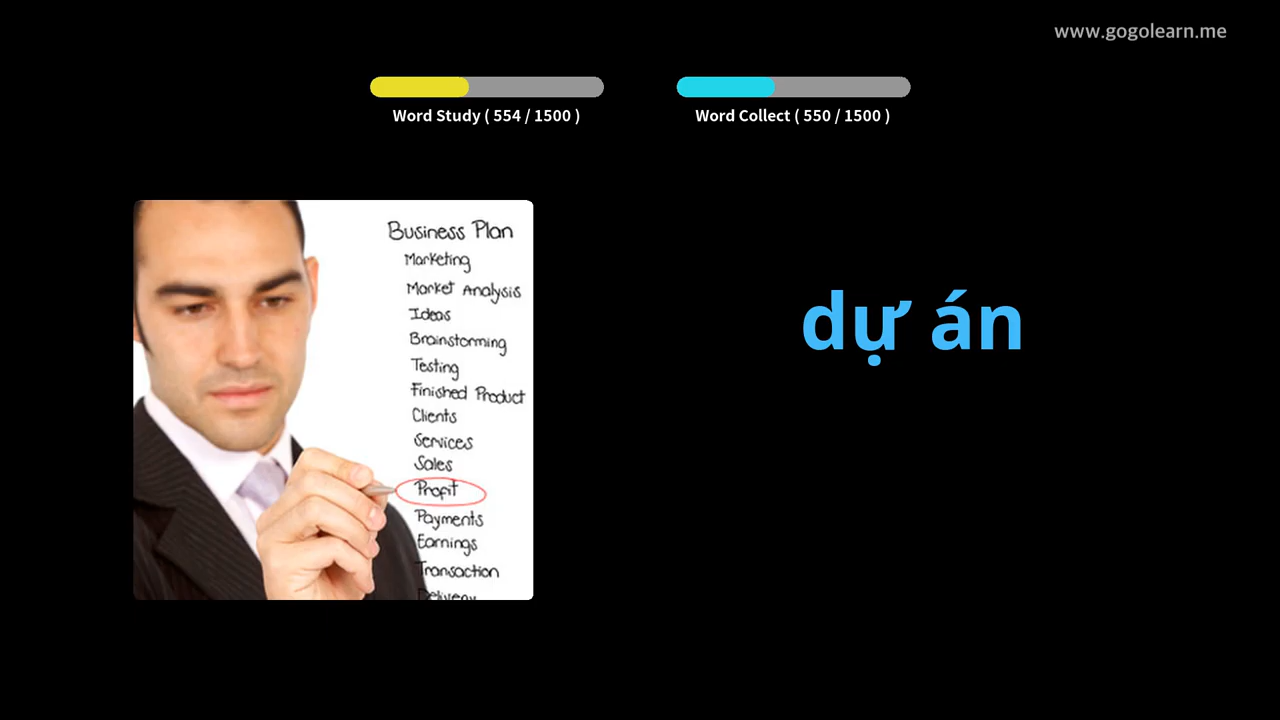 www.gogolearn.me
Word Study ( 554 / 1500 )
Word Collect ( 550 / 1500 )
Business Plan
Marketing
Market Analysis
Ideas
Brainstorming
Testing
Finished Product
Clients
Services
Sales
Profit
Payments
Earnings
Transaction
Delivery
dự án